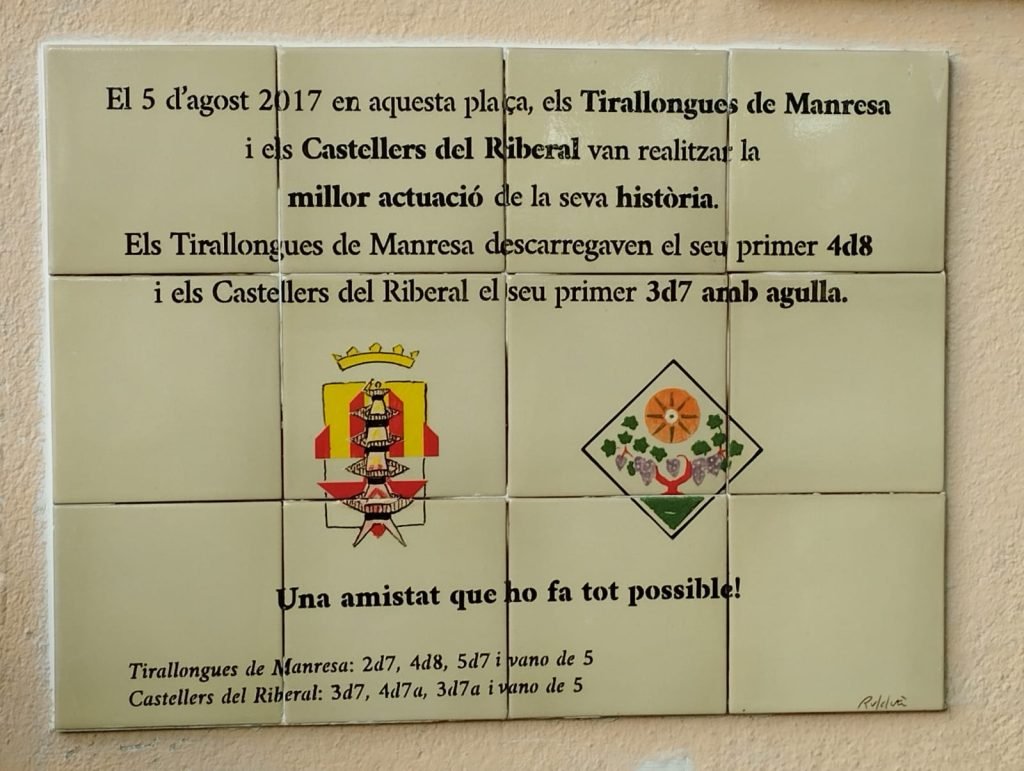 El 5 d'agost 2017 en aquesta plaça, els Tirallongues de Manresa
i els Castellers del Riberal van realitzar la
millor actuació de la seva història.
Els Tirallongues de Manresa descarregaven el seu primer 4d8
i els Castellers del Riberal el seu primer 3d7 amb agulla.
Una amistat que ho fa tot possible!
Tirallongues de Manresa: 2d7, 4d8, 5d7 i vano de 5
Castellers del Riberal: 3d7, 4d7a, 3d7a i vano de 5